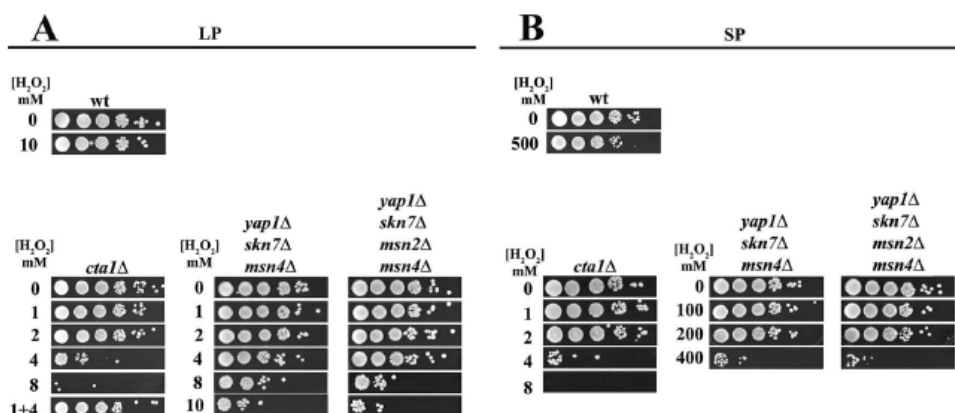 A LP
[H2O2]
mM
wt
0
10
yap1Δ
skn7Δ
msn4Δ
yap1Δ
skn7Δ
msn2Δ
msn4Δ
[H2O2]
mM
cta1Δ
0
1
2
4
8
1+4
[H2O2]
mM
0
1
2
4
8
10
B SP
[H2O2]
mM
wt
0
500
yap1Δ
skn7Δ
msn4Δ
yap1Δ
skn7Δ
msn2Δ
msn4Δ
[H2O2]
mM
cta1Δ
0
1
2
4
8
[H2O2]
mM
0
100
200
400